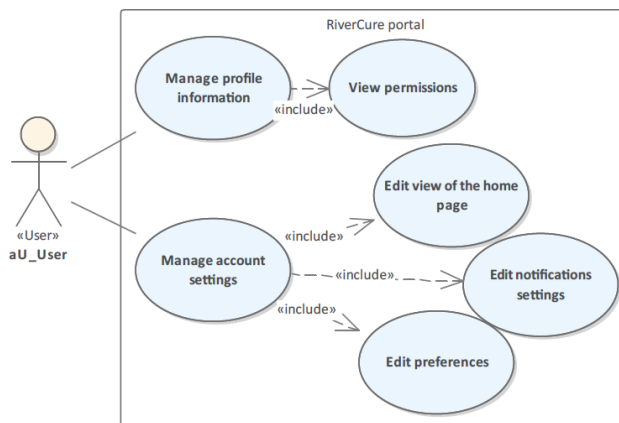 RiverCure portal
Manage profile
information
View permissions
«include»
Edit view of the home
page
«User»
aU_User
«include»
Manage account
settings
«include»
Edit notifications
settings
«include»
Edit preferences